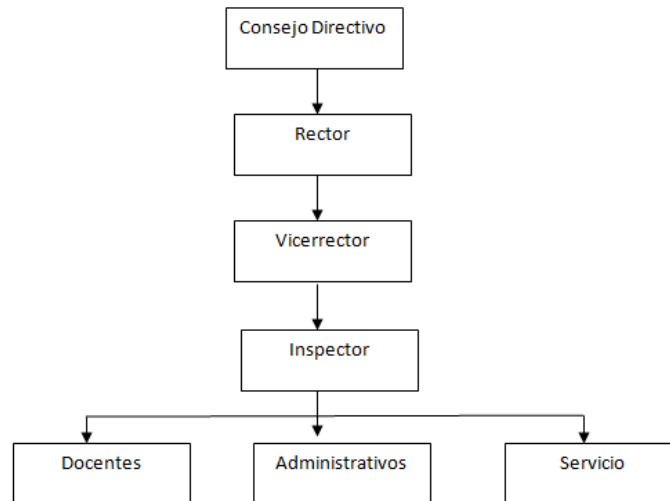 Consejo Directivo
Rector
Vicerrector
Inspector
Docentes
Administrativos
Servicio